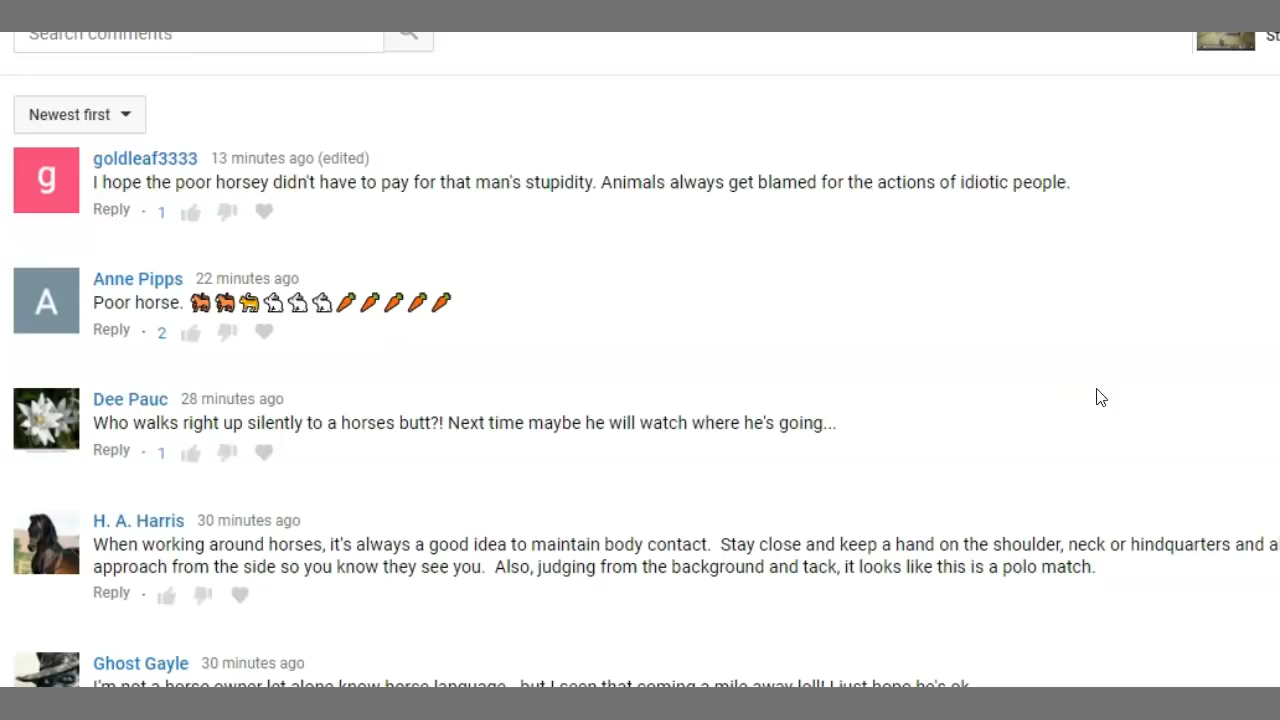 Search comments
St
Newest first
g
goldleaf3333 13 minutes ago (edited)
I hope the poor horsey didn't have to pay for that man's stupidity. Animals always get blamed for the actions of idiotic people.
Reply · 1
A
Anne Pipps 22 minutes ago
Poor horse. 🐎🐎🐅🐇🐇🐇🥕🥕🥕🥕🥕
Reply · 2
Dee Pauc 28 minutes ago
Who walks right up silently to a horses butt?! Next time maybe he will watch where he's going...
Reply · 1
H. A. Harris 30 minutes ago
When working around horses, it's always a good idea to maintain body contact. Stay close and keep a hand on the shoulder, neck or hindquarters and al
approach from the side so you know they see you. Also, judging from the background and tack, it looks like this is a polo match.
Reply ·
Ghost Gayle 30 minutes ago
I'm not a horse owner let alone know horse language.. but I seen that coming a mile away loll! I just hope he's ok